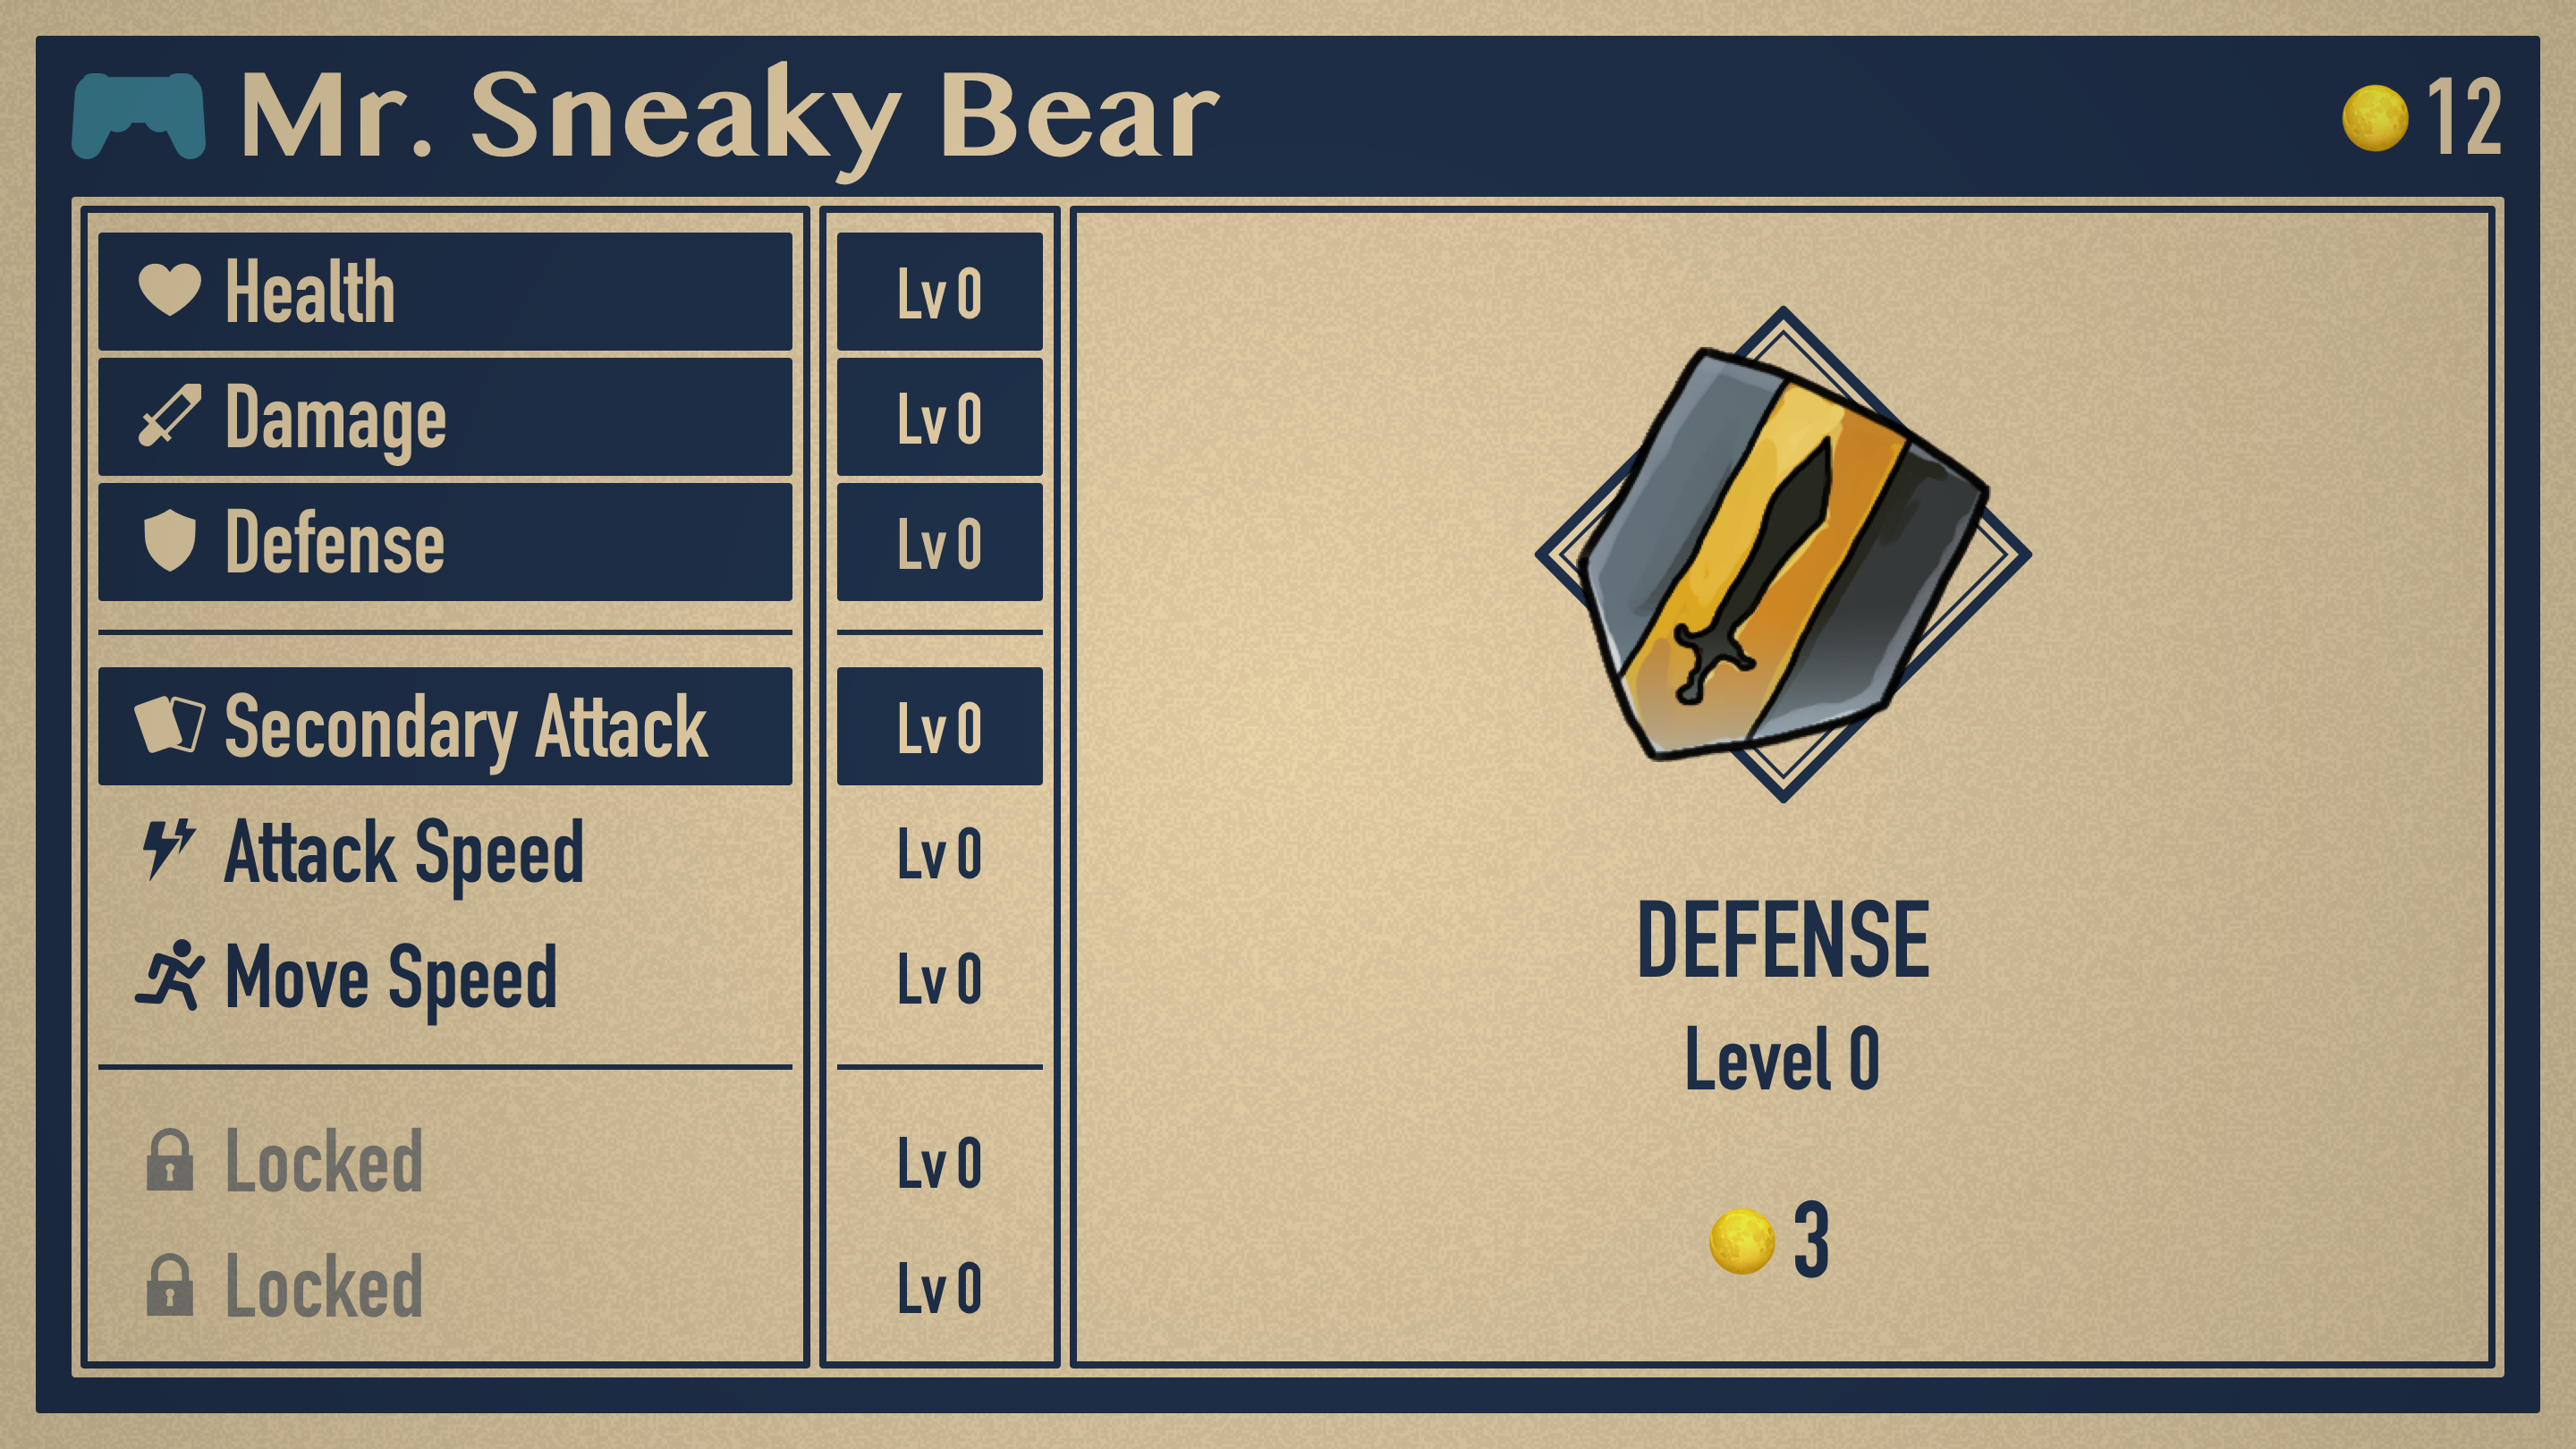 Mr. Sneaky Bear
12
Health Lv 0
Damage Lv 0
Defense Lv 0
Secondary Attack Lv 0
Attack Speed Lv 0
Move Speed Lv 0
Locked Lv 0
Locked Lv 0
DEFENSE
Level 0
3